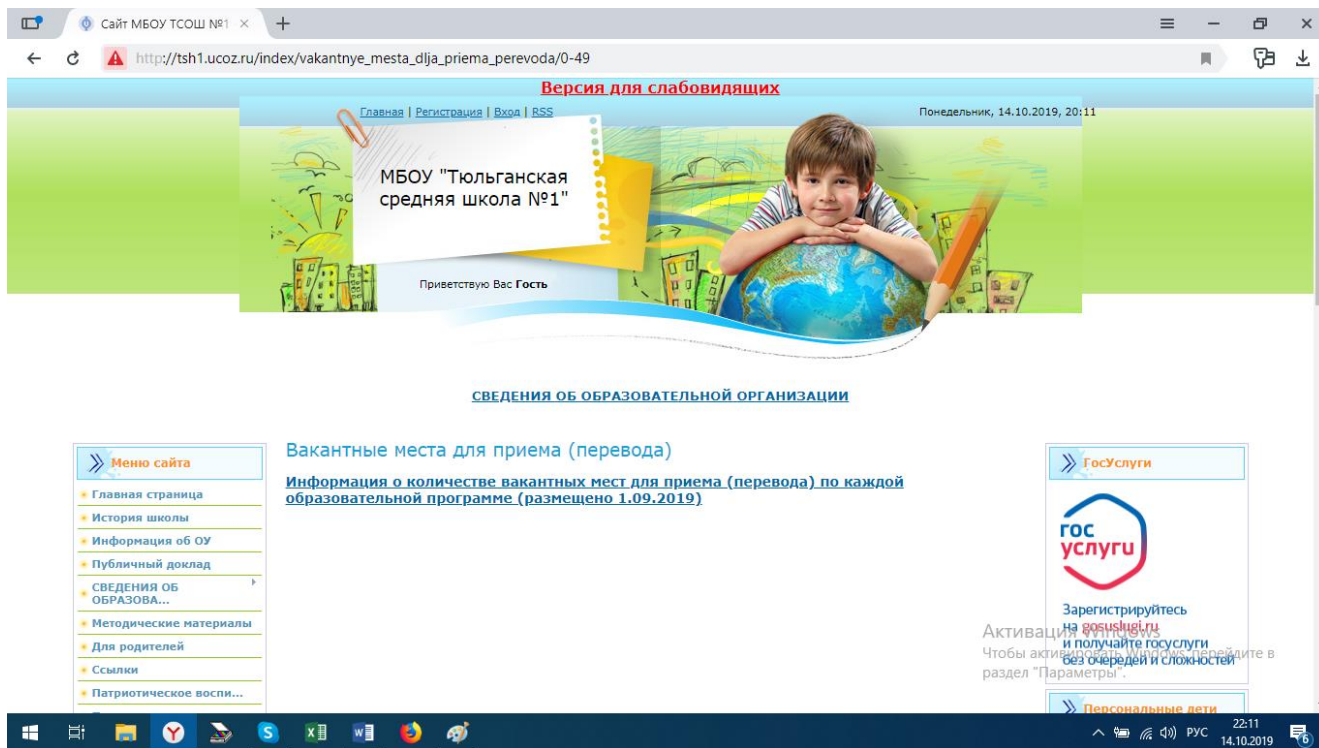 Сайт МБОУ ТСОШ №1
http://tsh1.ucoz.ru/index/vakantnye_mesta_dlja_priema_perevoda/0-49
Версия для слабовидящих
Главная | Регистрация | Вход | RSS
Понедельник, 14.10.2019, 20:11
МБОУ "Тюльганская
средняя школа №1"
Приветствую Вас Гость
СВЕДЕНИЯ ОБ ОБРАЗОВАТЕЛЬНОЙ ОРГАНИЗАЦИИ
Меню сайта
Главная страница
История школы
Информация об ОУ
Публичный доклад
СВЕДЕНИЯ ОБ
ОБРАЗОВА...
Методические материалы
Для родителей
Ссылки
Патриотическое воспи...
Вакантные места для приема (перевода)
Информация о количестве вакантных мест для приема (перевода) по каждой
образовательной программе (размещено 1.09.2019)
ГосУслуги
гос
услуги
Зарегистрируйтесь
на gosuslugi.ru
и получайте госуслуги
без очередей и сложностей
Персональные дети
Активация Windows
Чтобы активировать Windows, перейдите в
раздел "Параметры".
РУС
22:11
14.10.2019
6